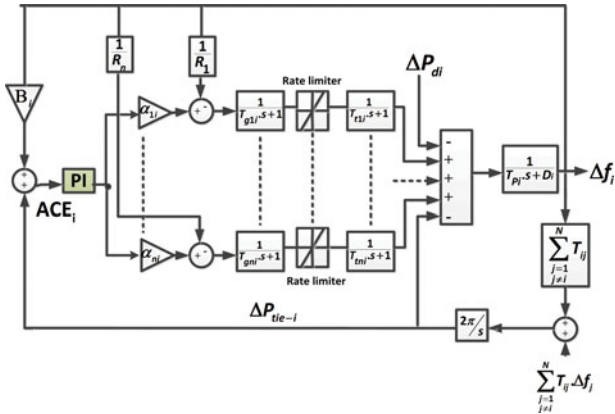 1/R_n
1/R_1
B_i
Rate limiter
ΔP_di
α_1i
+ -
1/(T_g1i.s+1)
1/(T_t1i.s+1)
-
+
+
+
-
1/(T_Pi.s+D_i)
Δf_i
+
+
PI
ACE_i
α_ni
+ -
1/(T_gni.s+1)
1/(T_tni.s+1)
Rate limiter
N
∑ T_ij
j=1
j≠i
ΔP_tie-i
2π/s
+
+
N
∑ T_ij.Δf_j
j=1
j≠i